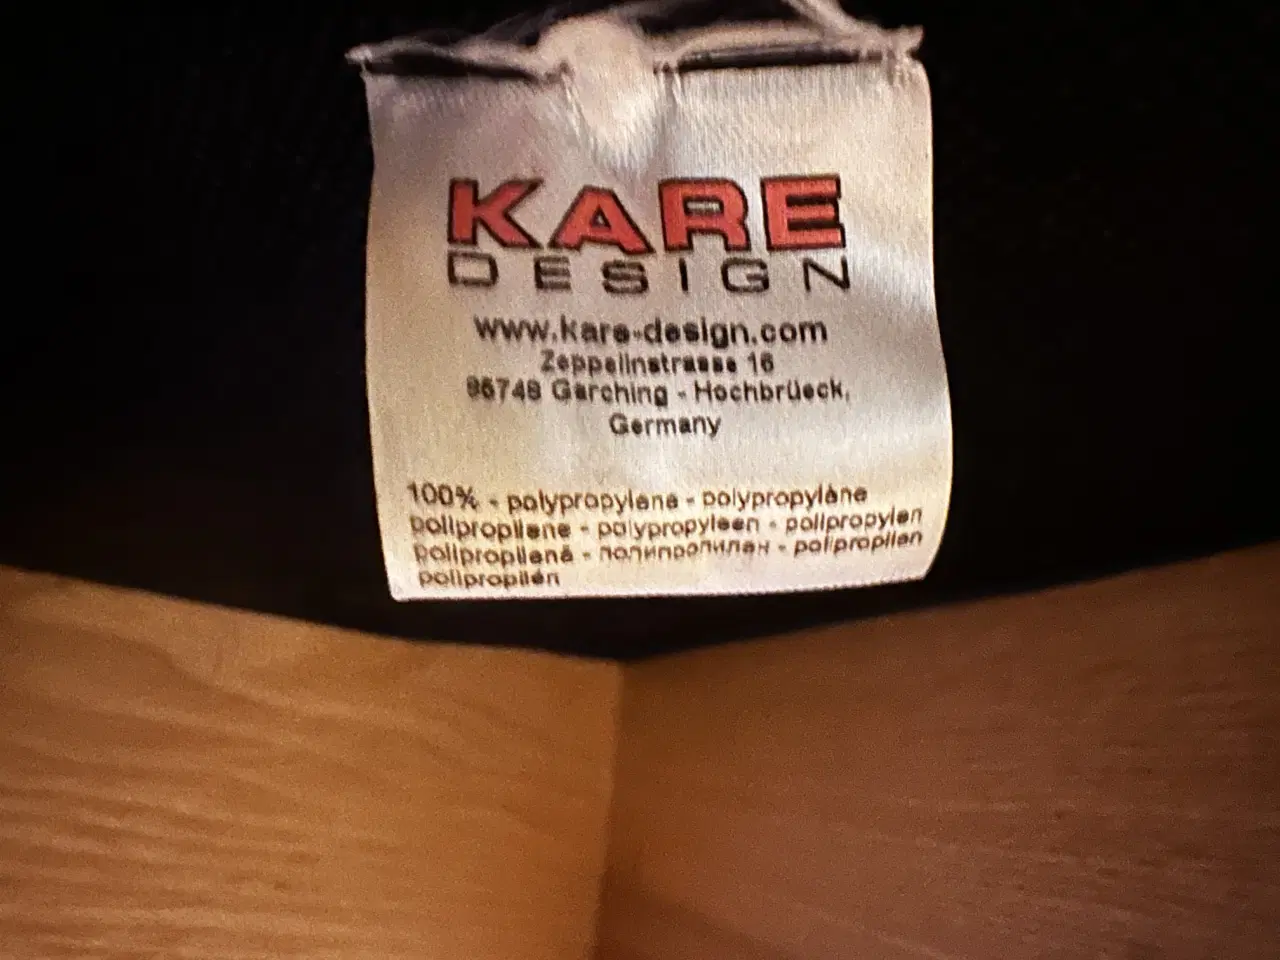 KARE
DESIGN
www.kare-design.com
Zeppelinstrasse 16
85748 Garching - Hochbrüeck,
Germany
100% - polypropylene - polypropylène
polipropilene - polypropyleen - polipropylen
polipropilenă - полипропилен - polipropilen
polipropilén